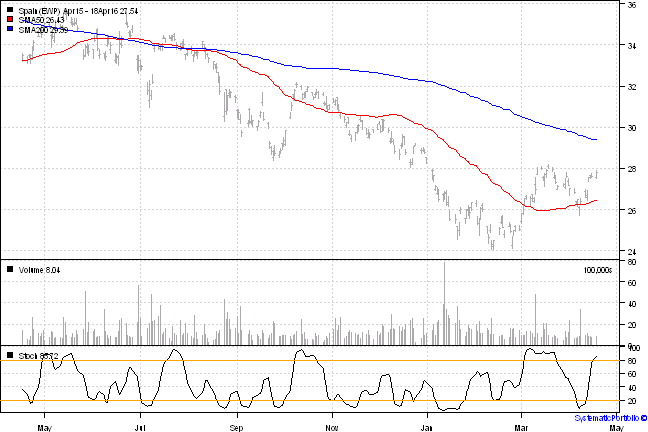 Spain (EWP) Apr15 - 18Apr16 27.54
SMA50 26.43
SMA200 29.39
36
34
32
30
28
26
24
Volume 8.04
100,000s
80
60
40
20
0
Stoch 85.72
100
80
60
40
20
May Jul Sep Nov Jan Mar May
SystematicPortfolio ©